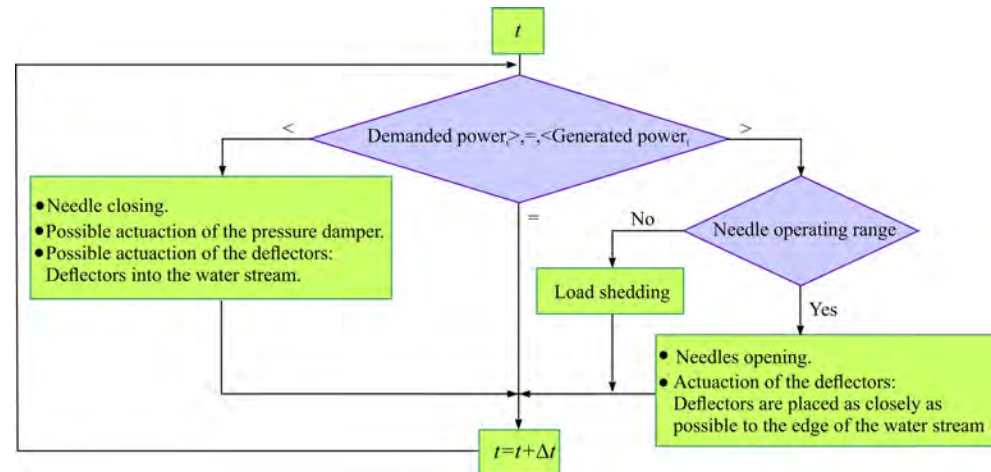 t
Demanded powerₜ>,=,<Generated powerₜ
<
>
=
● Needle closing.
● Possible actuaction of the pressure damper.
● Possible actuaction of the deflectors:
Deflectors into the water stream.
Needle operating range
No
Yes
Load shedding
● Needles opening.
● Actuaction of the deflectors:
Deflectors are placed as closely as
possible to the edge of the water stream
t=t+Δt